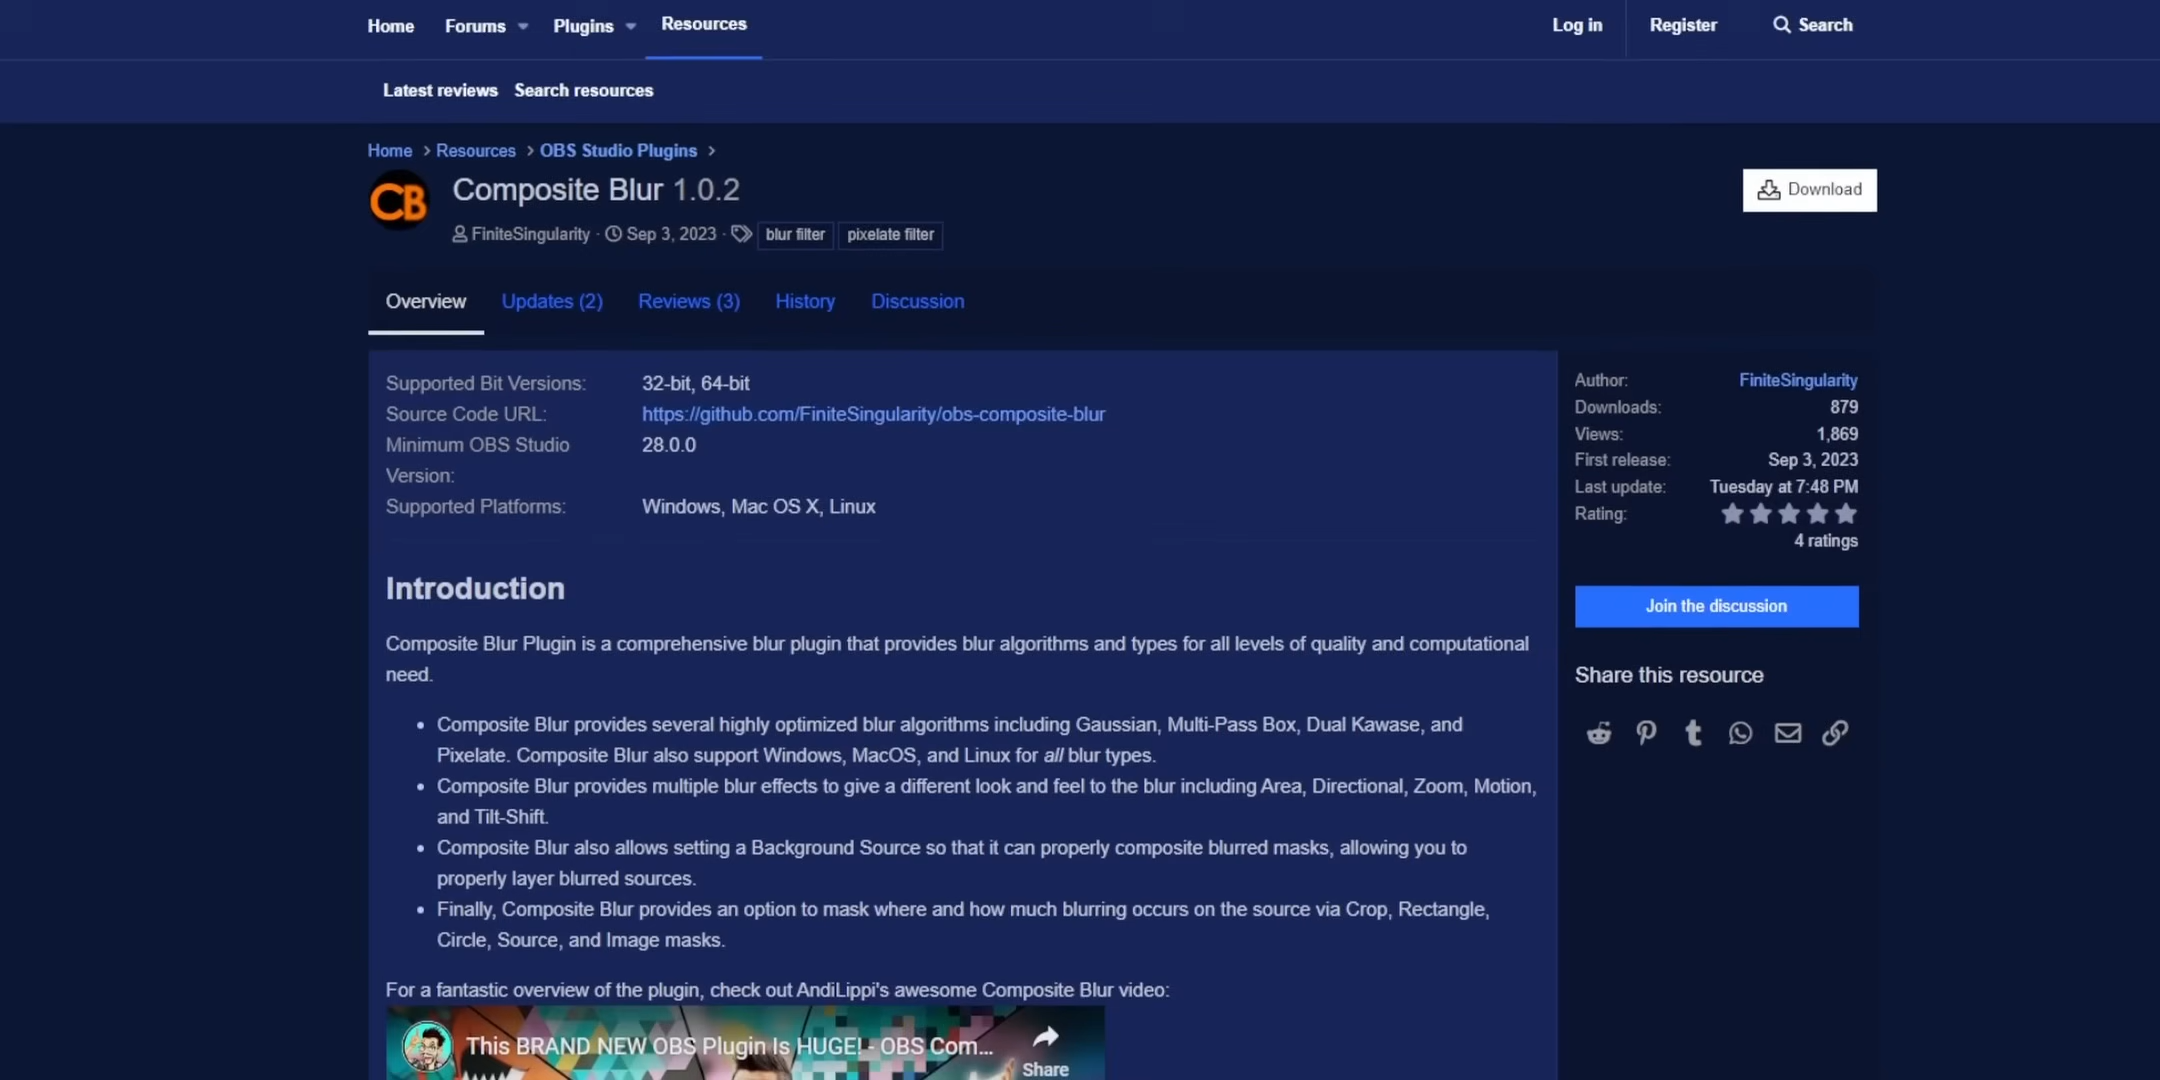 Home Forums Plugins Resources Log in Register Search
Latest reviews Search resources
Home > Resources > OBS Studio Plugins >
CB
Composite Blur 1.0.2
Download
FiniteSingularity · Sep 3, 2023 · blur filter pixelate filter
Overview Updates (2) Reviews (3) History Discussion
Supported Bit Versions: 32-bit, 64-bit
Source Code URL: https://github.com/FiniteSingularity/obs-composite-blur
Minimum OBS Studio 28.0.0
Version:
Supported Platforms: Windows, Mac OS X, Linux
Introduction
Composite Blur Plugin is a comprehensive blur plugin that provides blur algorithms and types for all levels of quality and computational
need.
• Composite Blur provides several highly optimized blur algorithms including Gaussian, Multi-Pass Box, Dual Kawase, and
Pixelate. Composite Blur also support Windows, MacOS, and Linux for all blur types.
• Composite Blur provides multiple blur effects to give a different look and feel to the blur including Area, Directional, Zoom, Motion,
and Tilt-Shift.
• Composite Blur also allows setting a Background Source so that it can properly composite blurred masks, allowing you to
properly layer blurred sources.
• Finally, Composite Blur provides an option to mask where and how much blurring occurs on the source via Crop, Rectangle,
Circle, Source, and Image masks.
For a fantastic overview of the plugin, check out AndiLippi's awesome Composite Blur video:
This BRAND NEW OBS Plugin Is HUGE! - OBS Com...
Share
Author: FiniteSingularity
Downloads: 879
Views: 1,869
First release: Sep 3, 2023
Last update: Tuesday at 7:48 PM
Rating:
4 ratings
Join the discussion
Share this resource